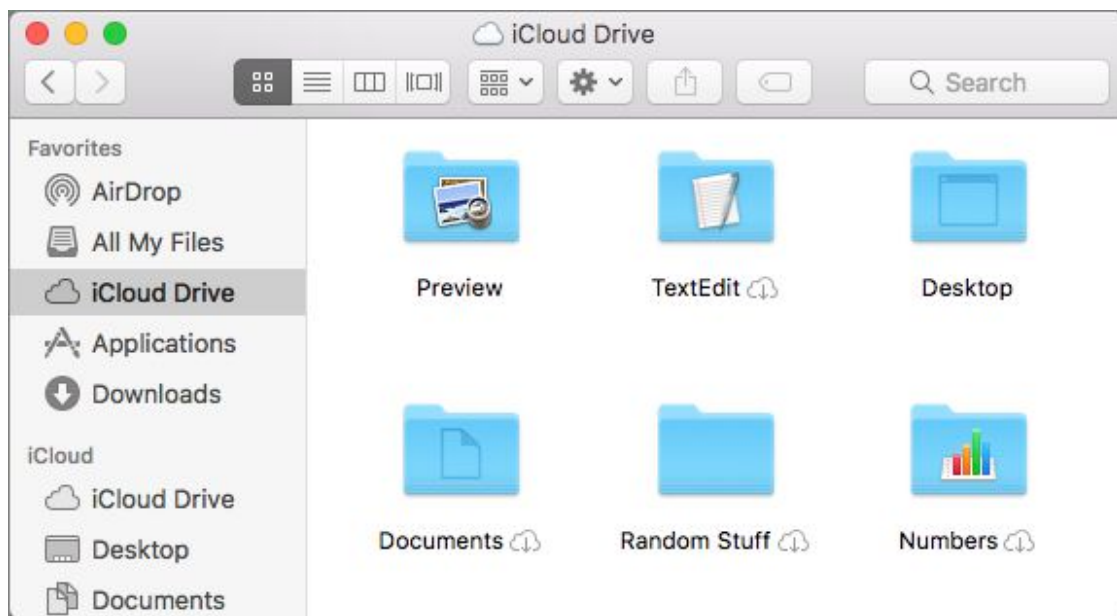 iCloud Drive
Search
Favorites
AirDrop
All My Files
iCloud Drive
Applications
Downloads
iCloud
iCloud Drive
Desktop
Documents
Preview
TextEdit
Desktop
Documents
Random Stuff
Numbers